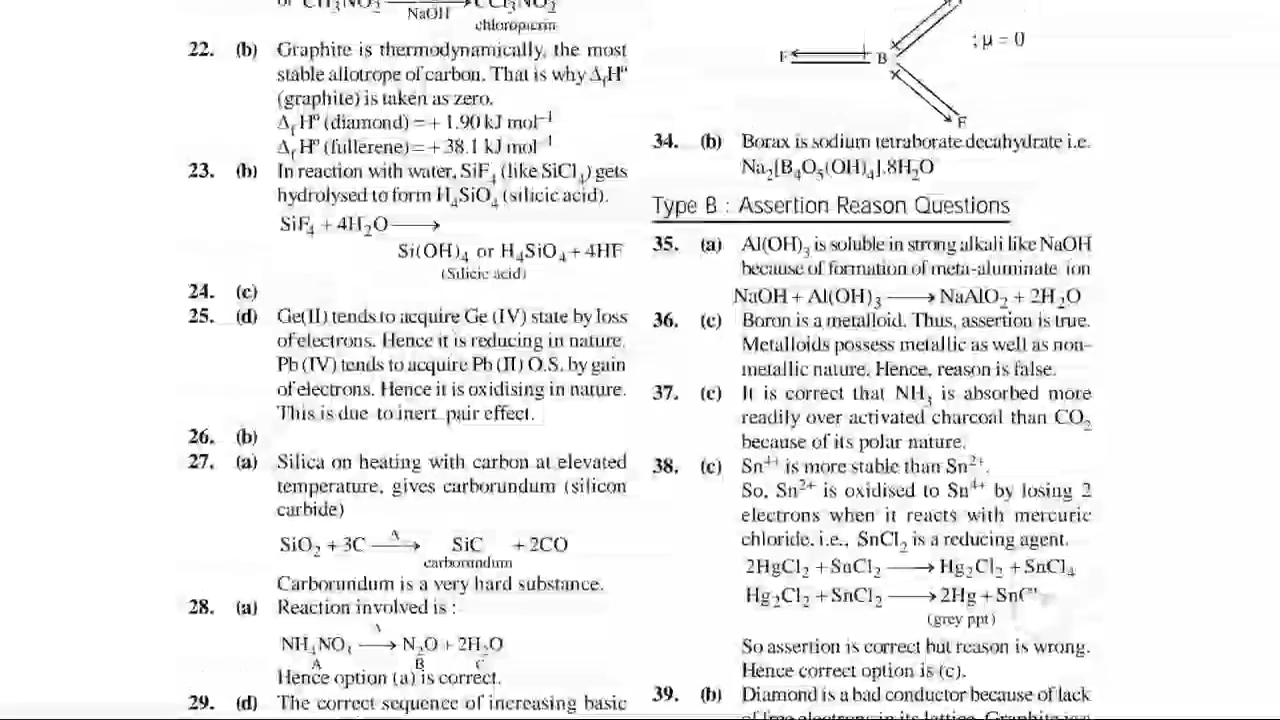 or CH₃NO₂ ⟶ CCl₃NO₂
NaOH
chloropicrin
22. (b) Graphite is thermodynamically, the most
stable allotrope of carbon. That is why ΔfH°
(graphite) is taken as zero.
Δf H° (diamond) = + 1.90 kJ mol⁻¹
Δf H° (fullerene) = + 38.1 kJ mol⁻¹
23. (b) In reaction with water, SiF₄ (like SiCl₄) gets
hydrolysed to form H₄SiO₄ (silicic acid).
SiF₄ + 4H₂O ⟶
Si(OH)₄ or H₄SiO₄ + 4HF
(Silicic acid)
24. (c)
25. (d) Ge(II) tends to acquire Ge (IV) state by loss
of electrons. Hence it is reducing in nature.
Pb (IV) tends to acquire Pb (II) O.S. by gain
of electrons. Hence it is oxidising in nature.
This is due to inert pair effect.
26. (b)
27. (a) Silica on heating with carbon at elevated
temperature, gives carborundum (silicon
carbide)
SiO₂ + 3C ⟶Δ SiC + 2CO
carborundum
Carborundum is a very hard substance.
28. (a) Reaction involved is :
NH₄NO₃ ⟶Δ N₂O + 2H₂O
A B C
Hence option (a) is correct.
29. (d) The correct sequence of increasing basic
F B ; μ = 0
F
34. (b) Borax is sodium tetraborate decahydrate i.e.
Na₂[B₄O₅(OH)₄].8H₂O
Type B : Assertion Reason Questions
35. (a) Al(OH)₃ is soluble in strong alkali like NaOH
because of formation of meta-aluminate ion
NaOH + Al(OH)₃ ⟶ NaAlO₂ + 2H₂O
36. (c) Boron is a metalloid. Thus, assertion is true.
Metalloids possess metallic as well as non-
metallic nature. Hence, reason is false.
37. (c) It is correct that NH₃ is absorbed more
readily over activated charcoal than CO₂
because of its polar nature.
38. (c) Sn⁴⁺ is more stable than Sn²⁺.
So, Sn²⁺ is oxidised to Sn⁴⁺ by losing 2
electrons when it reacts with mercuric
chloride. i.e., SnCl₂ is a reducing agent.
2HgCl₂ + SnCl₂ ⟶ Hg₂Cl₂ + SnCl₄
Hg₂Cl₂ + SnCl₂ ⟶ 2Hg +
(grey ppt)
So assertion is correct but reason is wrong.
Hence correct option is (c).
39. (b) Diamond is a bad conductor because of lack
of free electrons in its lattice. Graphite